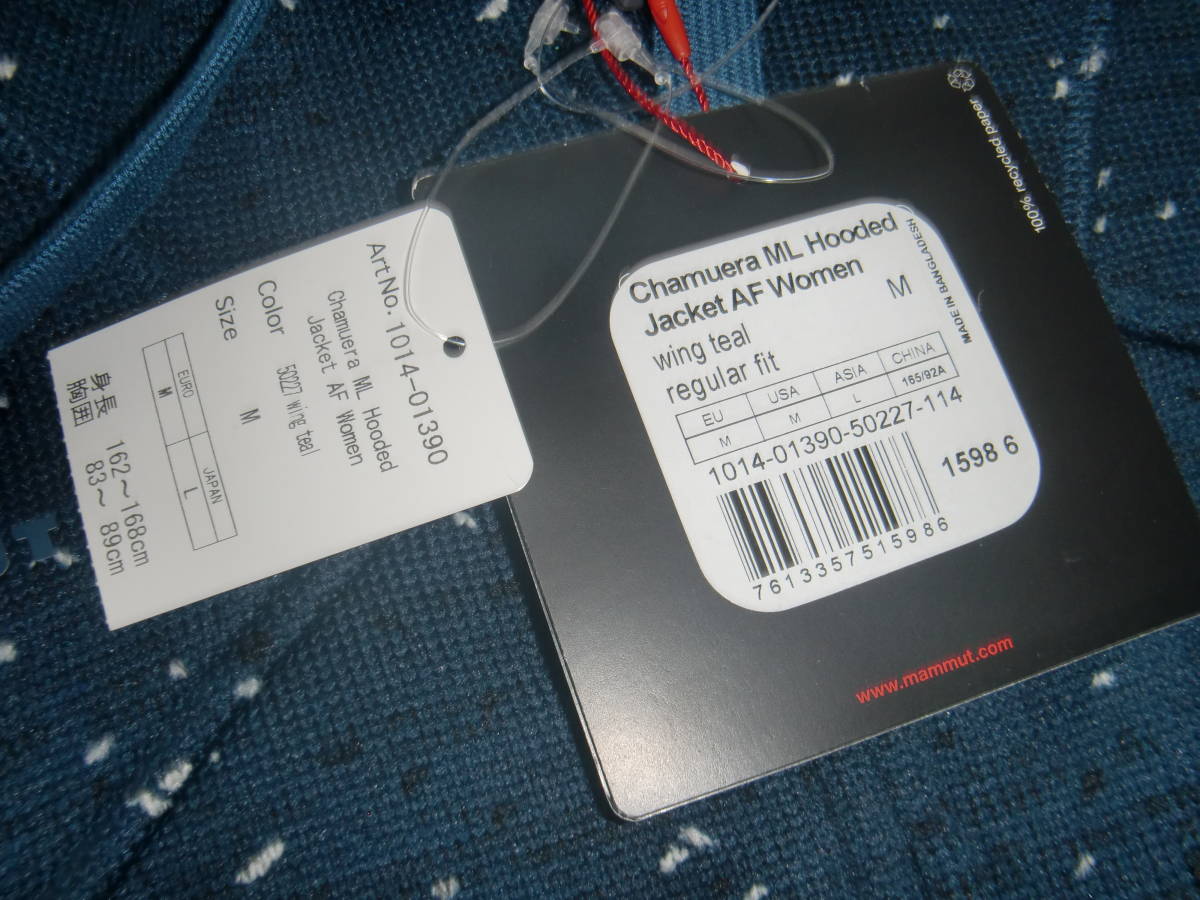 ArtNo. 1014-01390
Chamuera ML Hooded
Jacket AF Women
Color 50227 wing teal
Size M
EURO JAPAN
M L
身長 162～168cm
胸囲 83～ 89cm
100% recycled paper
Chamuera ML Hooded
Jacket AF Women
wing teal M
regular fit
MADE IN BANGLADESH
EU USA ASIA CHINA
M M L 165/92A
1014-01390-50227-114
1598 6
7613357515986
www.mammut.com